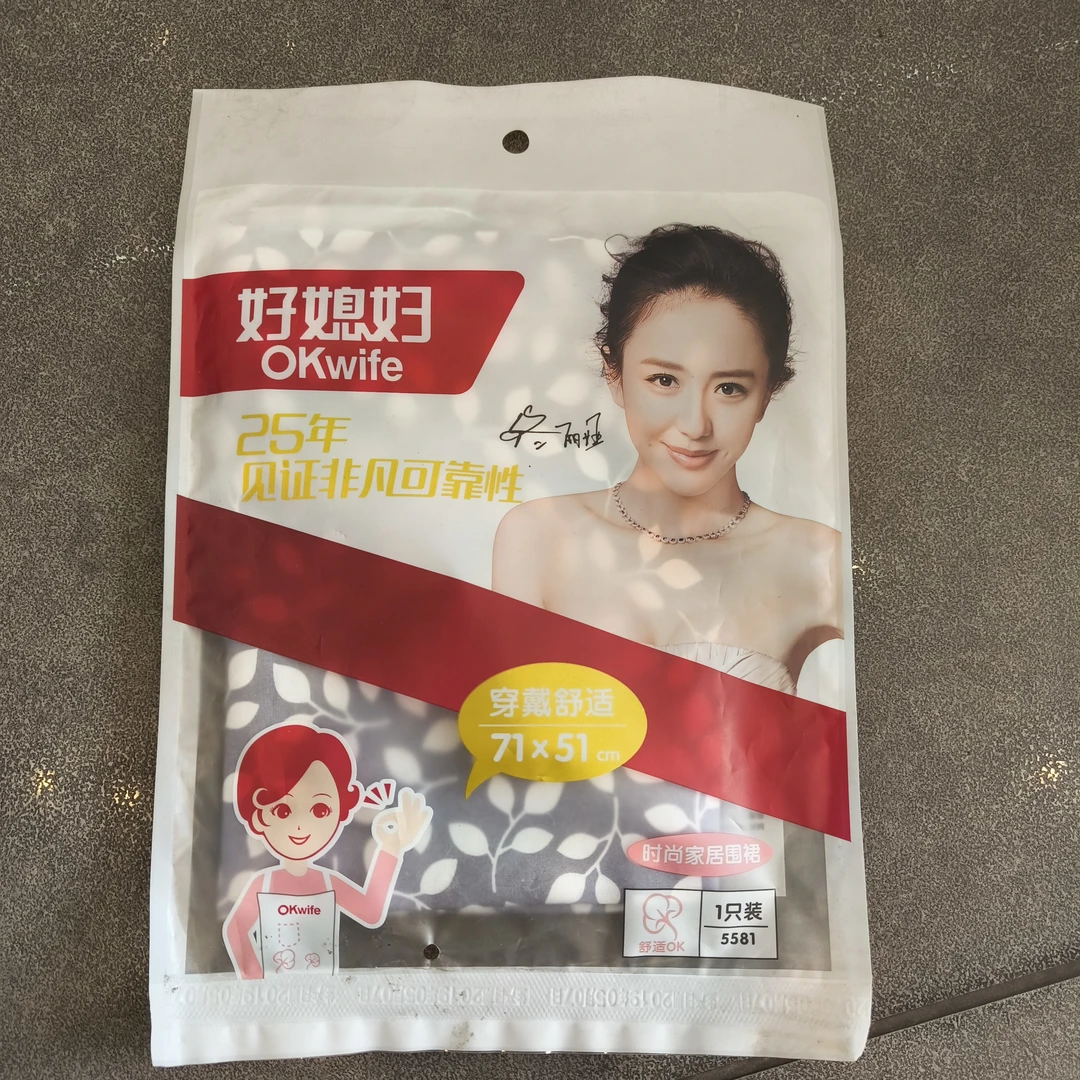 好媳妇
OKwife
25年
见证非凡可靠性
穿戴舒适
71×51 cm
时尚家居围裙
OKwife
舒适OK
1只装
5581